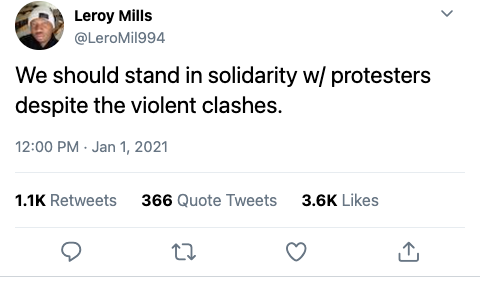 Leroy Mills
@LeroMil994
We should stand in solidarity w/ protesters
despite the violent clashes.
12:00 PM · Jan 1, 2021
1.1K Retweets 366 Quote Tweets 3.6K Likes